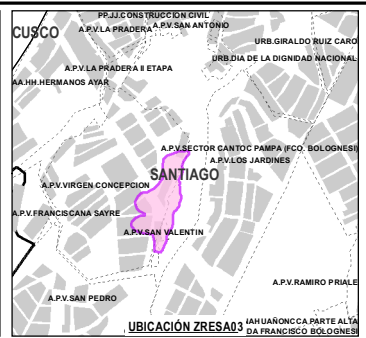 PP.JJ.CONSTRUCCION CIVIL
A.P.V.LA PRADERA
A.P.V.SAN ANTONIO
CUSCO
URB.GIRALDO RUIZ CARO
URB.DIA DE LA DIGNIDAD NACIONAL
A.P.V.LA PRADERA II ETAPA
AA.HH.HERMANOS AYAR
A.P.V.SECTOR CANTOC PAMPA (FCO. BOLOGNESI)
A.P.V.LOS JARDINES
SANTIAGO
A.P.V.VIRGEN CONCEPCION
A.P.V.FRANCISCANA SAYRE
A.P.V.SAN VALENTIN
A.P.V.RAMIRO PRIALE
A.P.V.SAN PEDRO
UBICACIÓN ZRESA03
PARTE ALTA
DA FRANCISCO BOLOGNESI